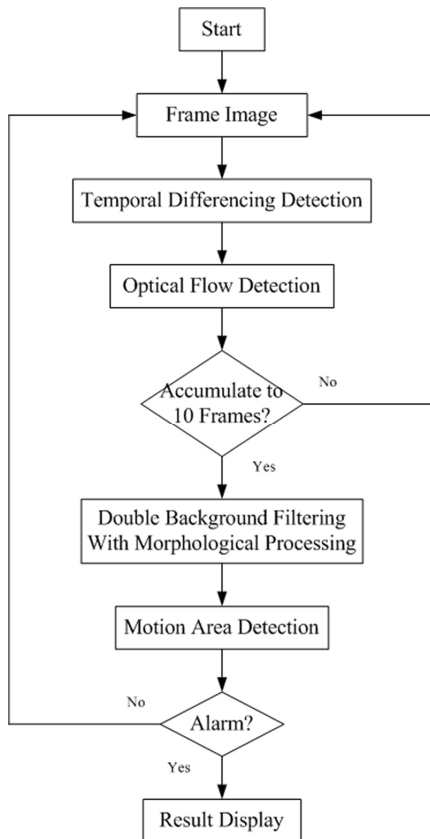 Start
Frame Image
Temporal Differencing Detection
Optical Flow Detection
Accumulate to
10 Frames?
No
Yes
Double Background Filtering
With Morphological Processing
Motion Area Detection
No
Alarm?
Yes
Result Display